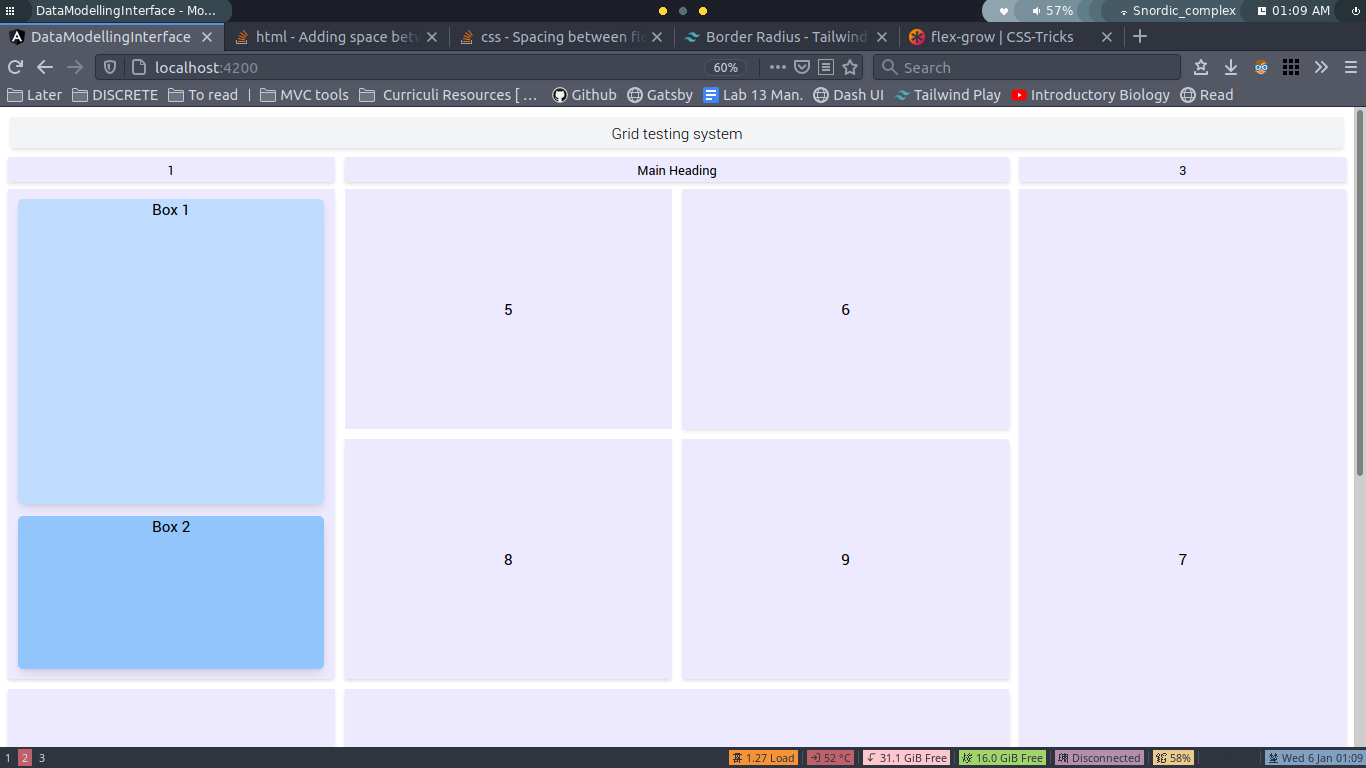 DataModellingInterface - Mo...
57%
Snordic_complex
01:09 AM
DataModellingInterface
html - Adding space betw
css - Spacing between fle
Border Radius - Tailwind
flex-grow | CSS-Tricks
localhost:4200
60%
Search
Later
DISCRETE
To read
MVC tools
Curriculi Resources [ ...
Github
Gatsby
Lab 13 Man.
Dash UI
Tailwind Play
Introductory Biology
Read
Grid testing system
1
Main Heading
3
Box 1
5
6
Box 2
8
9
7
1 2 3
1.27 Load
52 °C
31.1 GiB Free
16.0 GiB Free
Disconnected
58%
Wed 6 Jan 01:09